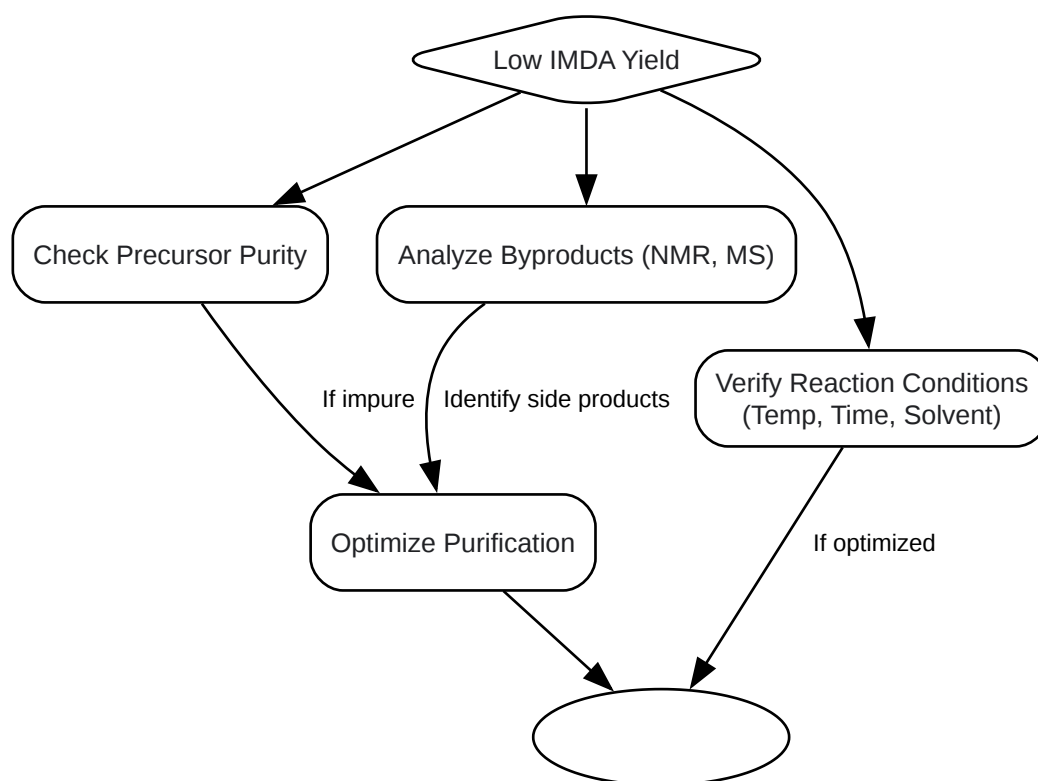 Low IMDA Yield
Check Precursor Purity
Analyze Byproducts (NMR, MS)
Verify Reaction Conditions
(Temp, Time, Solvent)
If impure
Identify side products
Optimize Purification
If optimized